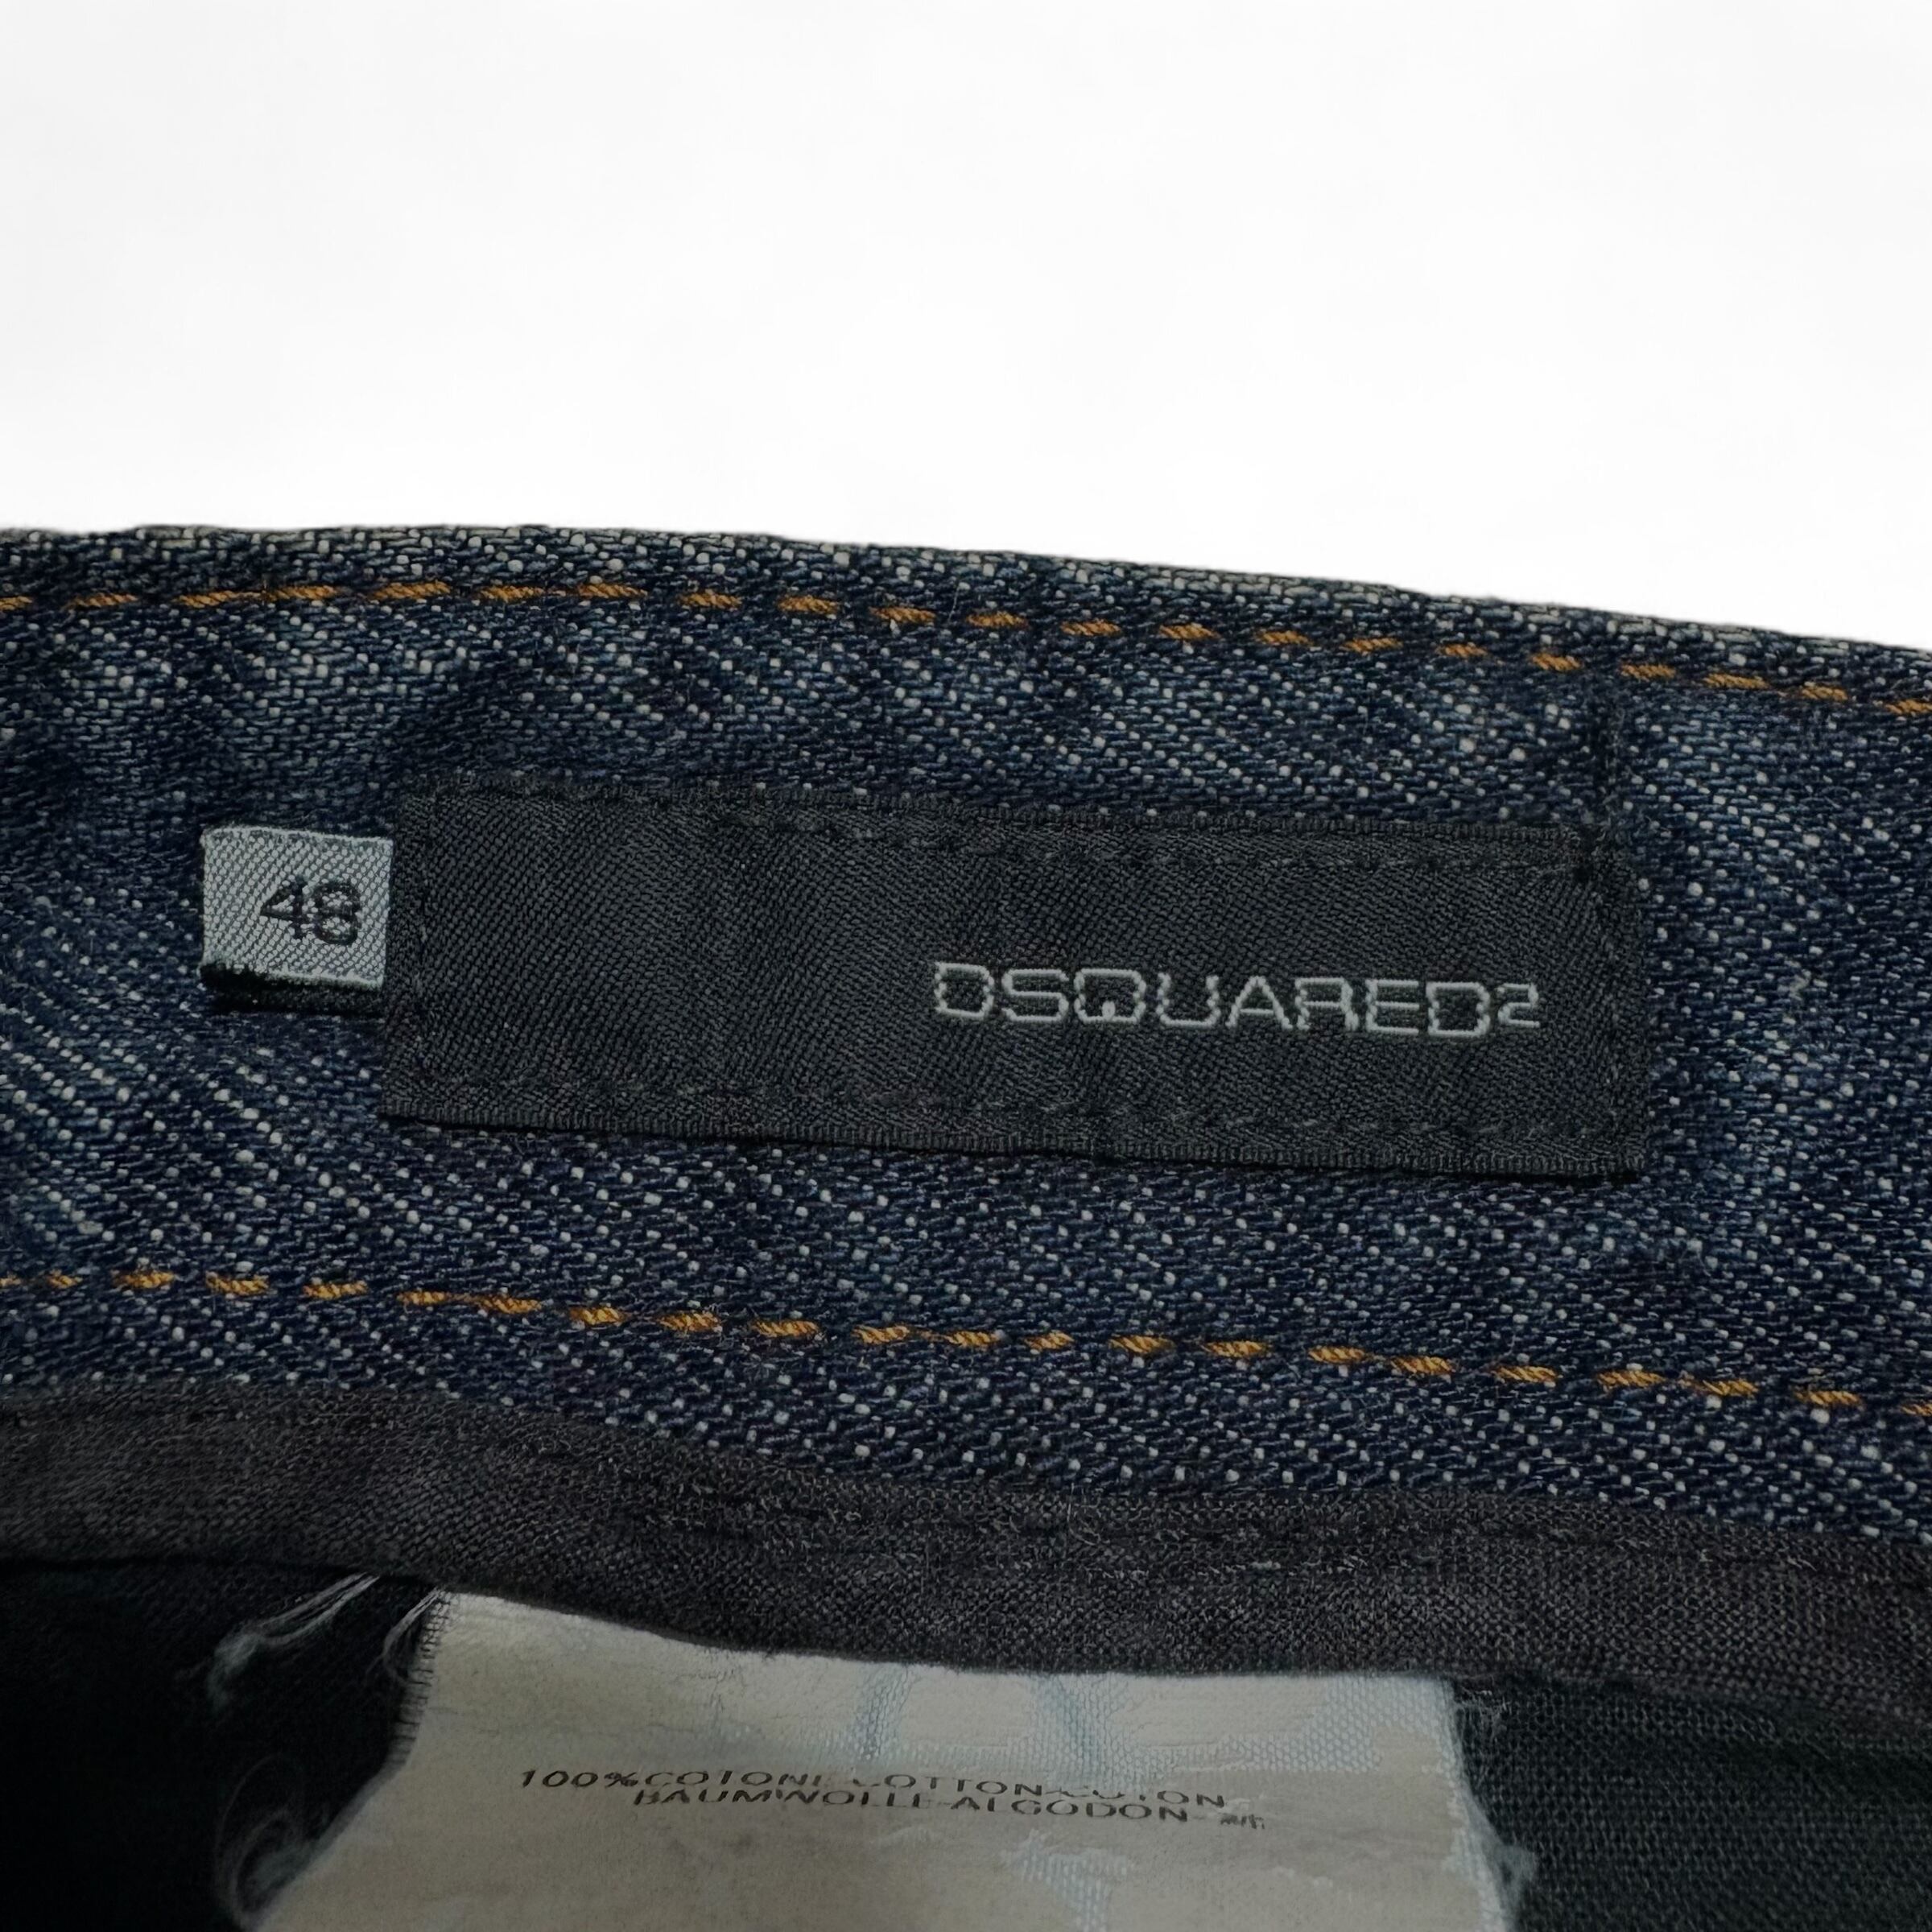 48
DSQUARED2
100%COTONE-COTTON-COTON
BAUMWOLLE-ALGODON-